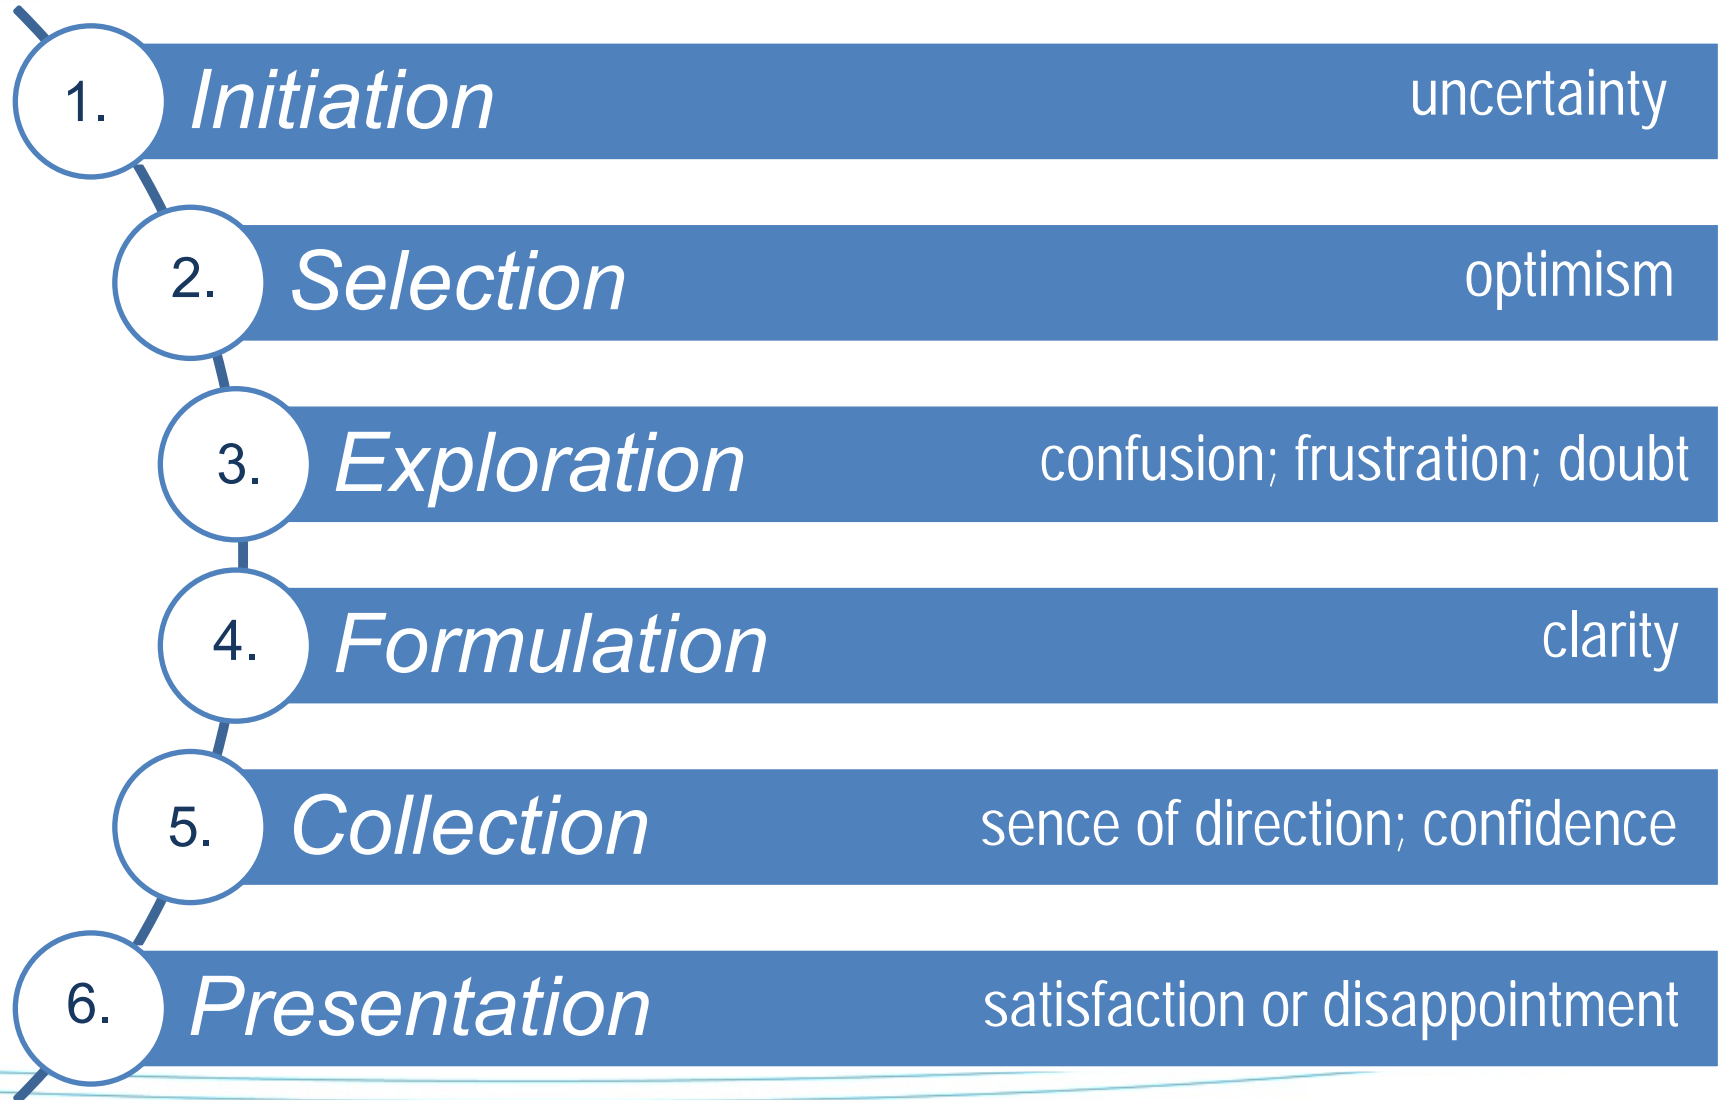 1. Initiation uncertainty
2. Selection optimism
3. Exploration confusion; frustration; doubt
4. Formulation clarity
5. Collection sence of direction; confidence
6. Presentation satisfaction or disappointment